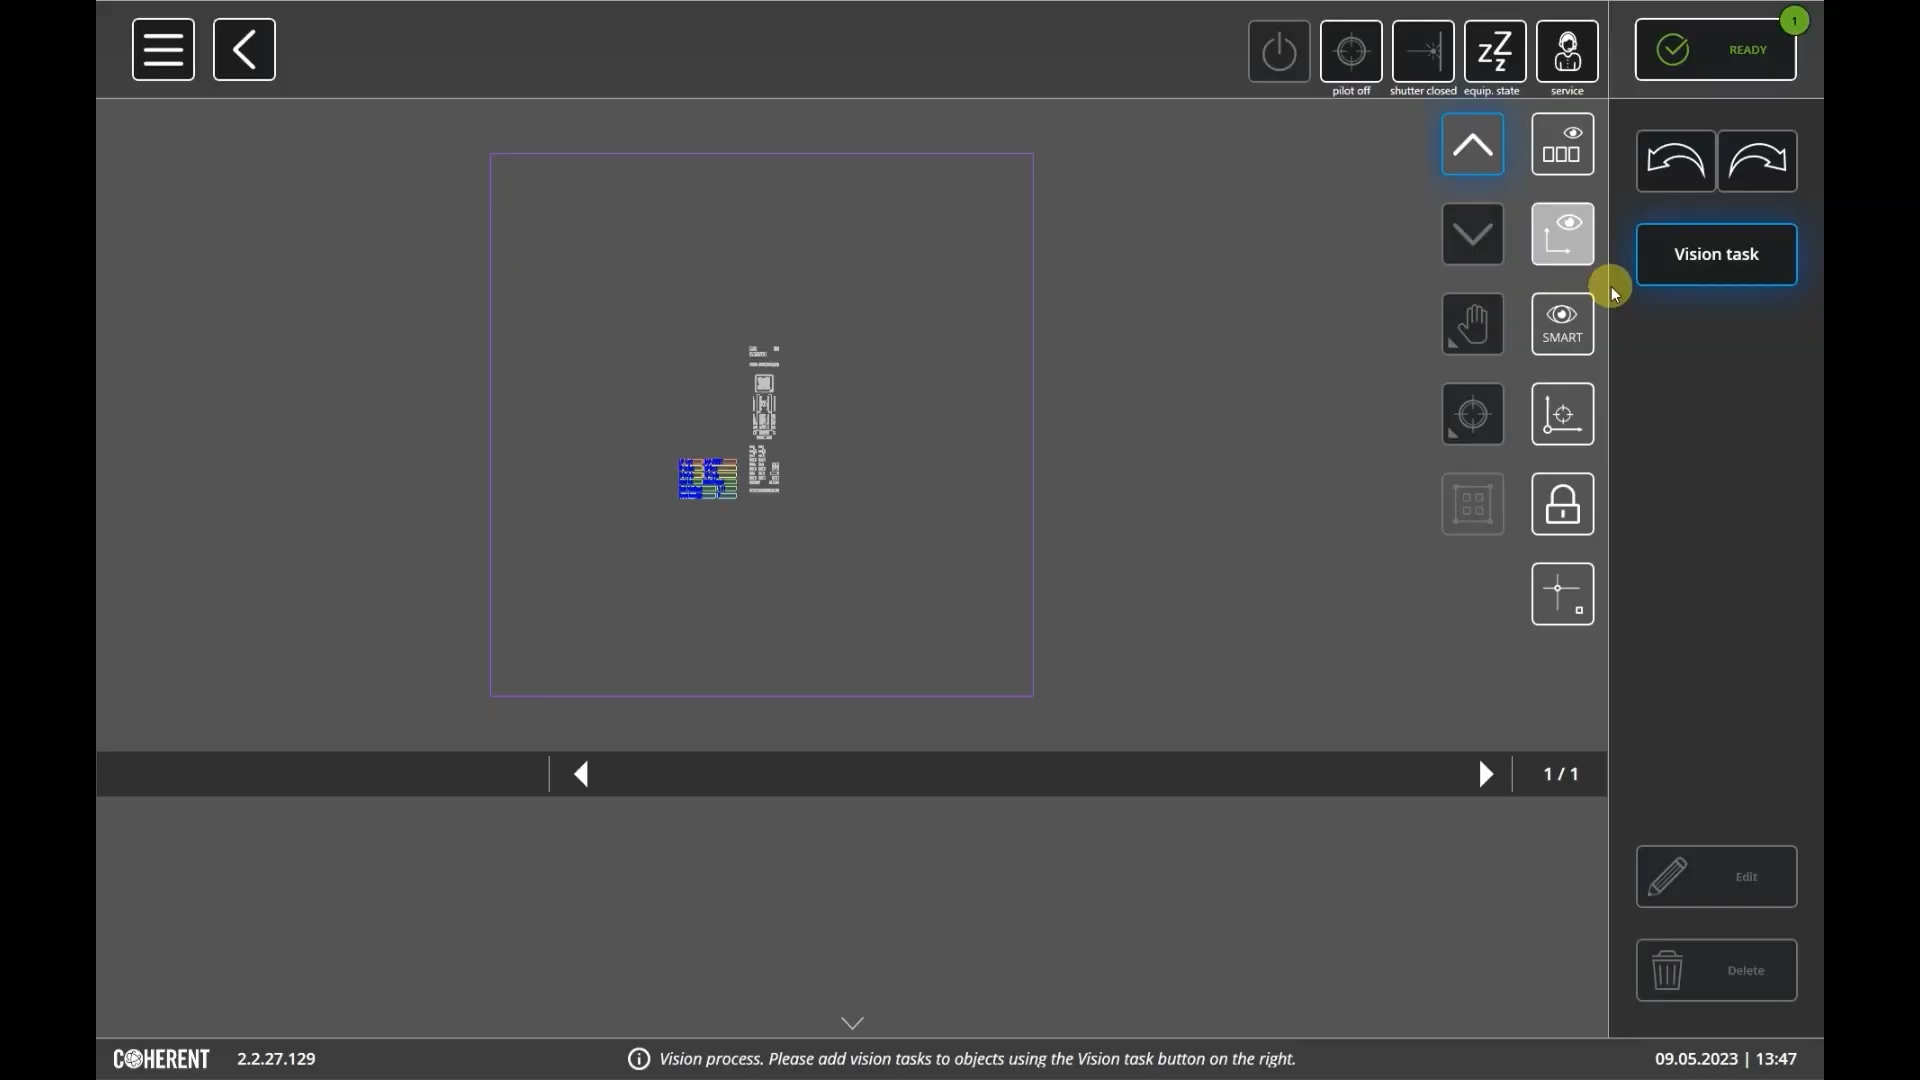 READY
1
pilot off
shutter closed
equip. state
service
zZz
Vision task
SMART
1 / 1
Edit
Delete
COHERENT
2.2.27.129
Vision process. Please add vision tasks to objects using the Vision task button on the right.
09.05.2023 | 13:47